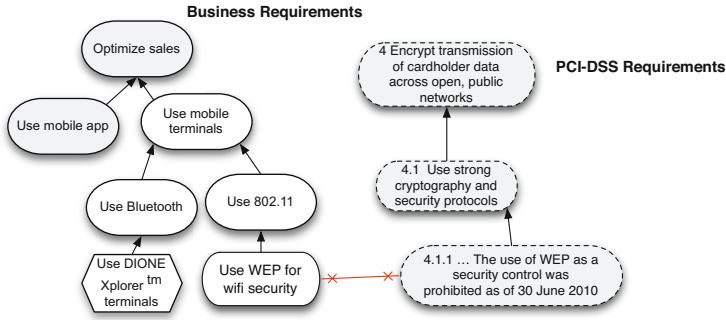 Business Requirements
Optimize sales
Use mobile app
Use mobile
terminals
Use Bluetooth
Use 802.11
Use DIONE
Xplorer tm
terminals
Use WEP for
wifi security
PCI-DSS Requirements
4 Encrypt transmission
of cardholder data
across open, public
networks
4.1 Use strong
cryptography and
security protocols
4.1.1 ... The use of WEP as a
security control was
prohibited as of 30 June 2010